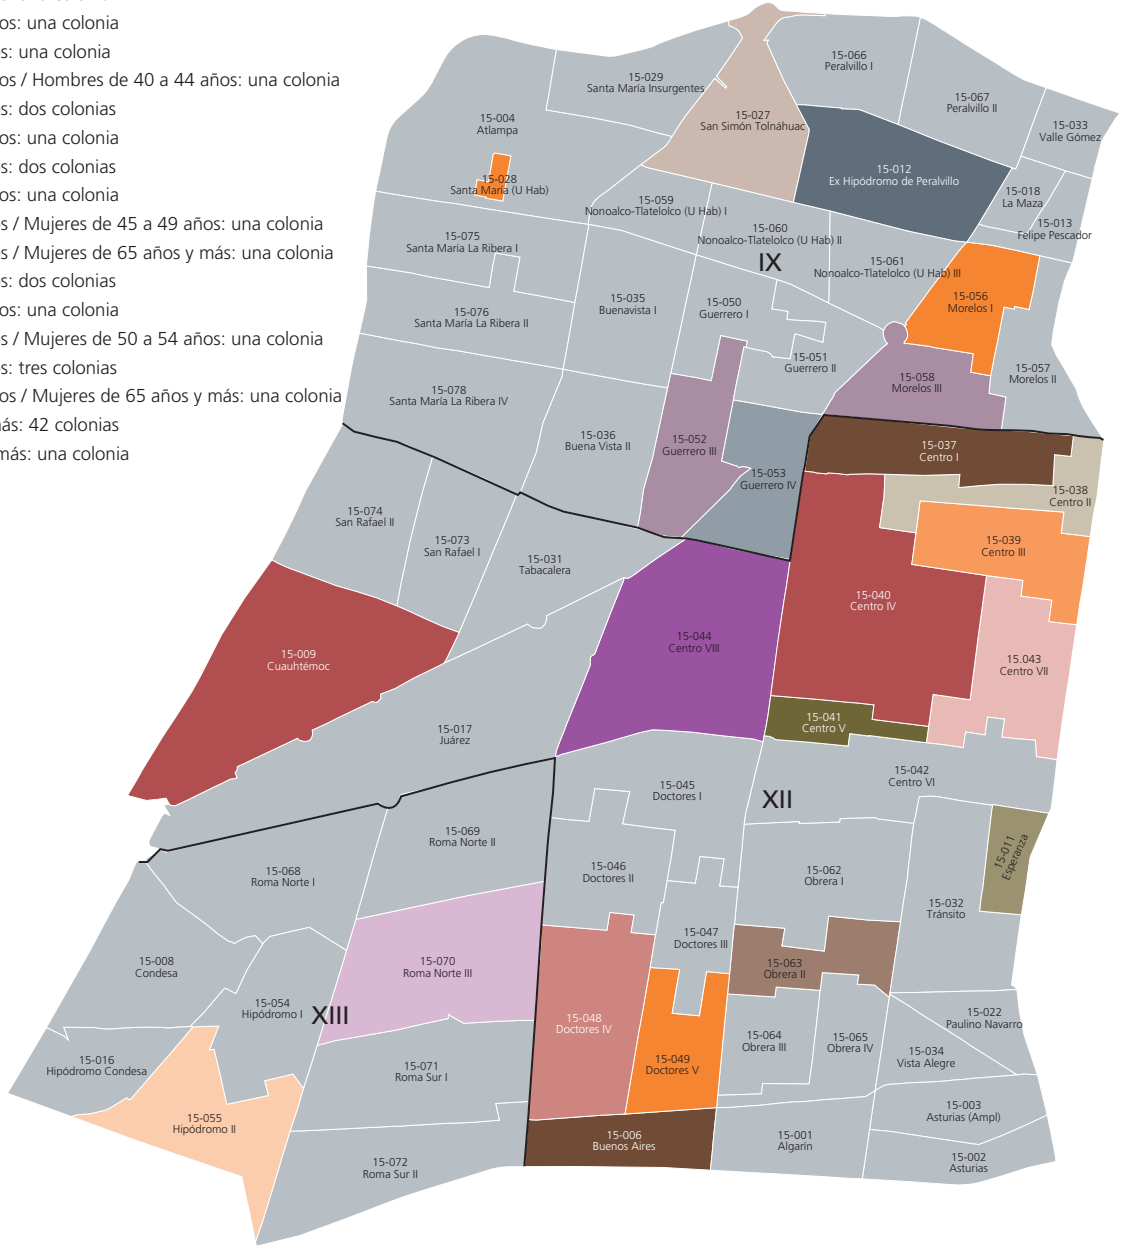 os: una colonia
s: una colonia
os / Hombres de 40 a 44 años: una colonia
s: dos colonias
os: una colonia
os: dos colonias
os: una colonia
s / Mujeres de 45 a 49 años: una colonia
s / Mujeres de 65 años y más: una colonia
s: dos colonias
os: una colonia
s / Mujeres de 50 a 54 años: una colonia
s: tres colonias
os / Mujeres de 65 años y más: una colonia
más: 42 colonias
más: una colonia
15-066
Peralvillo I
15-029
Santa María Insurgentes
15-067
Peralvillo II
15-027
San Simón Tolnáhuac
15-004
Atlampa
15-033
Valle Gómez
15-012
Ex Hipódromo de Peralvillo
15-028
Santa María (U Hab)
15-018
La Maza
15-059
Nonoalco-Tlatelolco (U Hab) I
15-013
Felipe Pescador
15-060
Nonoalco-Tlatelolco (U Hab) II
15-075
Santa María La Ribera I
IX
15-061
Nonoalco-Tlatelolco (U Hab) III
15-056
Morelos I
15-035
Buenavista I
15-050
Guerrero I
15-076
Santa María La Ribera II
15-051
Guerrero II
15-057
Morelos II
15-058
Morelos III
15-078
Santa María La Ribera IV
15-036
Buena Vista II
15-052
Guerrero III
15-037
Centro I
15-053
Guerrero IV
15-038
Centro II
15-074
San Rafael II
15-073
San Rafael I
15-039
Centro III
15-031
Tabacalera
15-040
Centro IV
15-044
Centro VIII
15-009
Cuauhtémoc
15.043
Centro VII
15-041
Centro V
15-017
Juárez
15-042
Centro VI
15-045
Doctores I
XII
15-069
Roma Norte II
15-011
Esperanza
15-068
Roma Norte I
15-046
Doctores II
15-062
Obrera I
15-032
Tránsito
15-047
Doctores III
15-008
Condesa
15-070
Roma Norte III
15-063
Obrera II
15-054
Hipódromo I
XIII
15-048
Doctores IV
15-022
Paulino Navarro
15-064
Obrera III
15-065
Obrera IV
15-034
Vista Alegre
15-016
Hipódromo Condesa
15-049
Doctores V
15-071
Roma Sur I
15-003
Asturias (Ampl)
15-055
Hipódromo II
15-006
Buenos Aires
15-001
Algarín
15-002
Asturias
15-072
Roma Sur II